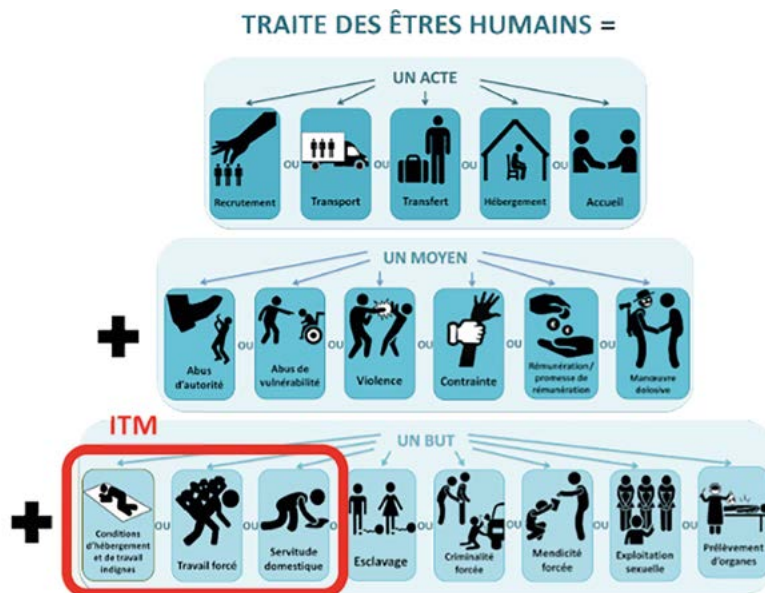 TRAITE DES ÊTRES HUMAINS =
UN ACTE
Recrutement OU Transport OU Transfert OU Hébergement OU Accueil
+
UN MOYEN
Abus
d'autorité
OU
Abus de
vulnérabilité
OU
Violence
OU
Contrainte
OU
Rémunération /
promesse de
rémunération
OU
Manœuvre
dolosive
+
ITM
UN BUT
Conditions
d'hébergement
et de travail
indignes
OU
Travail forcé
OU
Servitude
domestique
OU
Esclavage
OU
Criminalité
forcée
OU
Mendicité
forcée
OU
Exploitation
sexuelle
OU
Prélèvement
d'organes